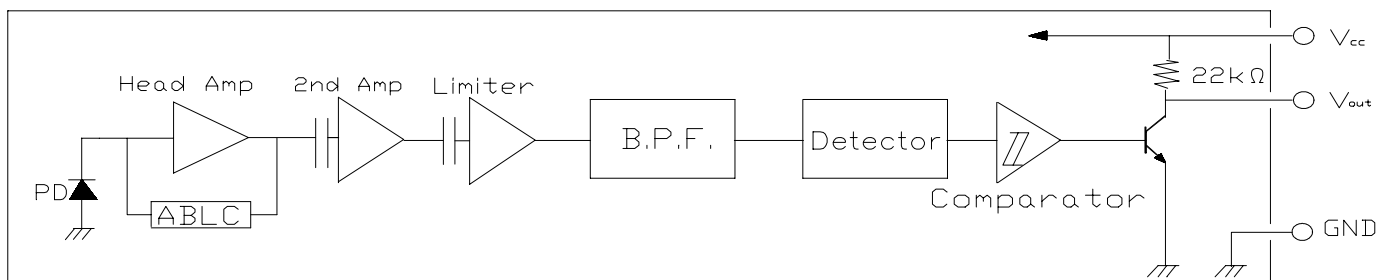 Vcc
22kΩ
Head Amp
2nd Amp
Limiter
Vout
B.P.F.
Detector
PD
ABLC
Comparator
GND